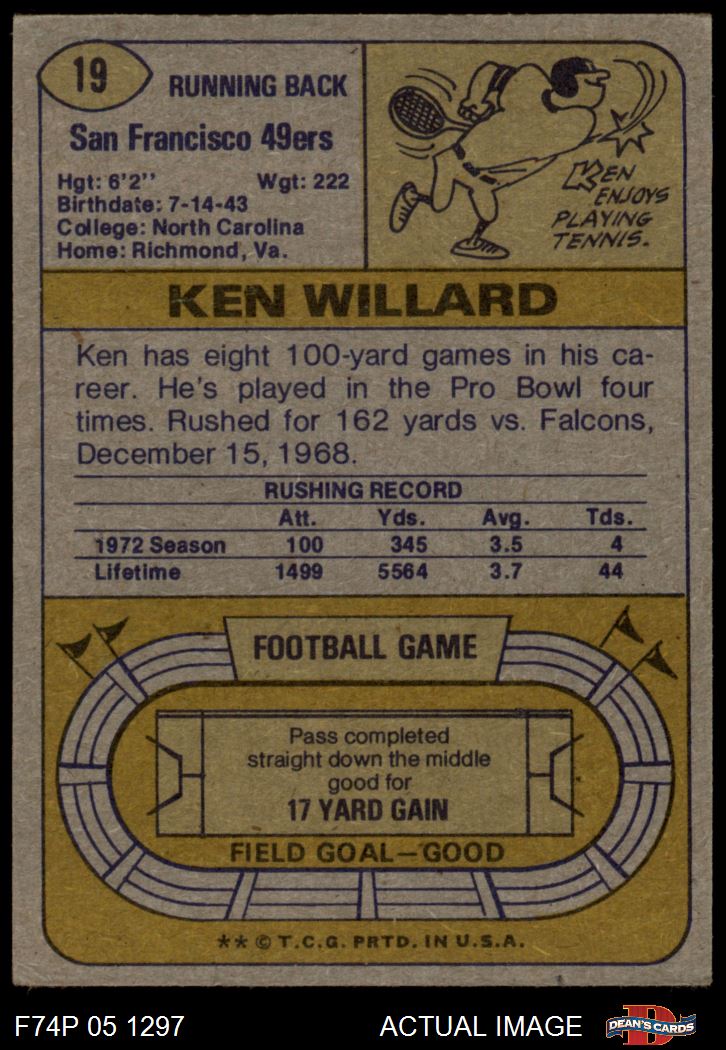 19
RUNNING BACK
San Francisco 49ers
Hgt: 6'2'' Wgt: 222
Birthdate: 7-14-43
College: North Carolina
Home: Richmond, Va.
KEN
ENJOYS
PLAYING
TENNIS.
KEN WILLARD
Ken has eight 100-yard games in his ca-
reer. He's played in the Pro Bowl four
times. Rushed for 162 yards vs. Falcons,
December 15, 1968.
RUSHING RECORD
Att. Yds. Avg. Tds.
1972 Season 100 345 3.5 4
Lifetime 1499 5564 3.7 44
FOOTBALL GAME
Pass completed
straight down the middle
good for
17 YARD GAIN
FIELD GOAL—GOOD
** © T.C.G. PRTD. IN U.S.A.
F74P 05 1297 ACTUAL IMAGE
D
DEAN'S CARDS